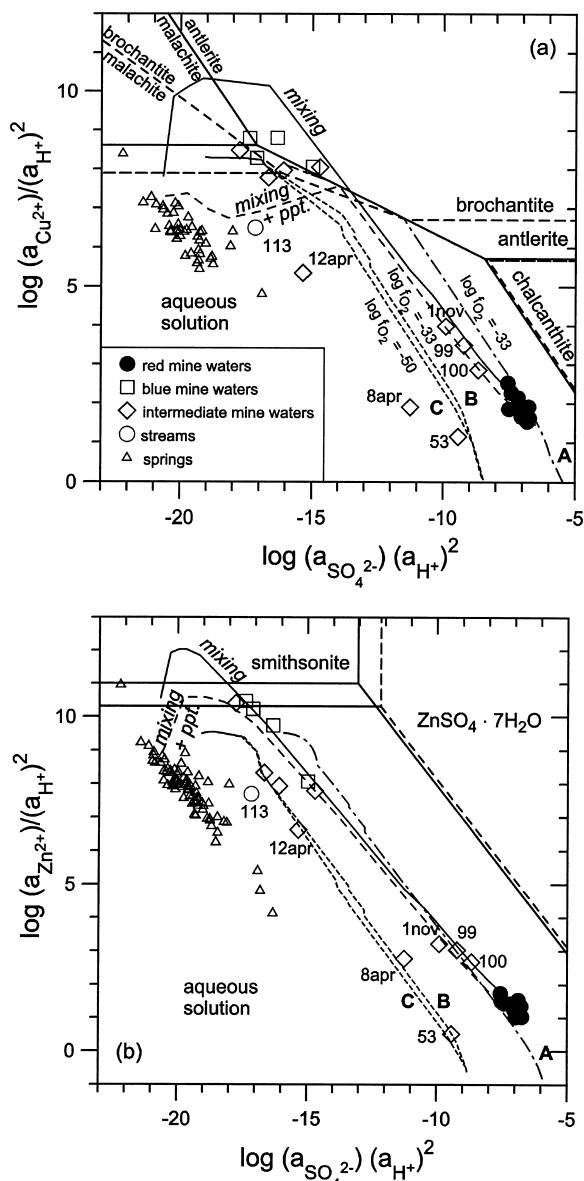 (a)
brochantite
malachite
antlerite
malachite
mixing
10
5
0
log (aCu2+)/(aH+)2
mixing
+ ppt.
brochantite
antlerite
chalcanthite
113
12apr
aqueous
solution
log fO2 = -50
log fO2 = -33
log fO2 = -33
1nov
99
100
8apr
C
B
53
A
red mine waters
blue mine waters
intermediate mine waters
streams
springs
-20
-15
-10
-5
log (aSO42-) (aH+)2
mixing
smithsonite
ZnSO4 · 7H2O
mixing
+ ppt.
10
5
0
log (aZn2+)/(aH+)2
113
12apr
1nov
99
100
8apr
aqueous
solution
C
B
53
A
(b)
-20
-15
-10
-5
log (aSO42-) (aH+)2